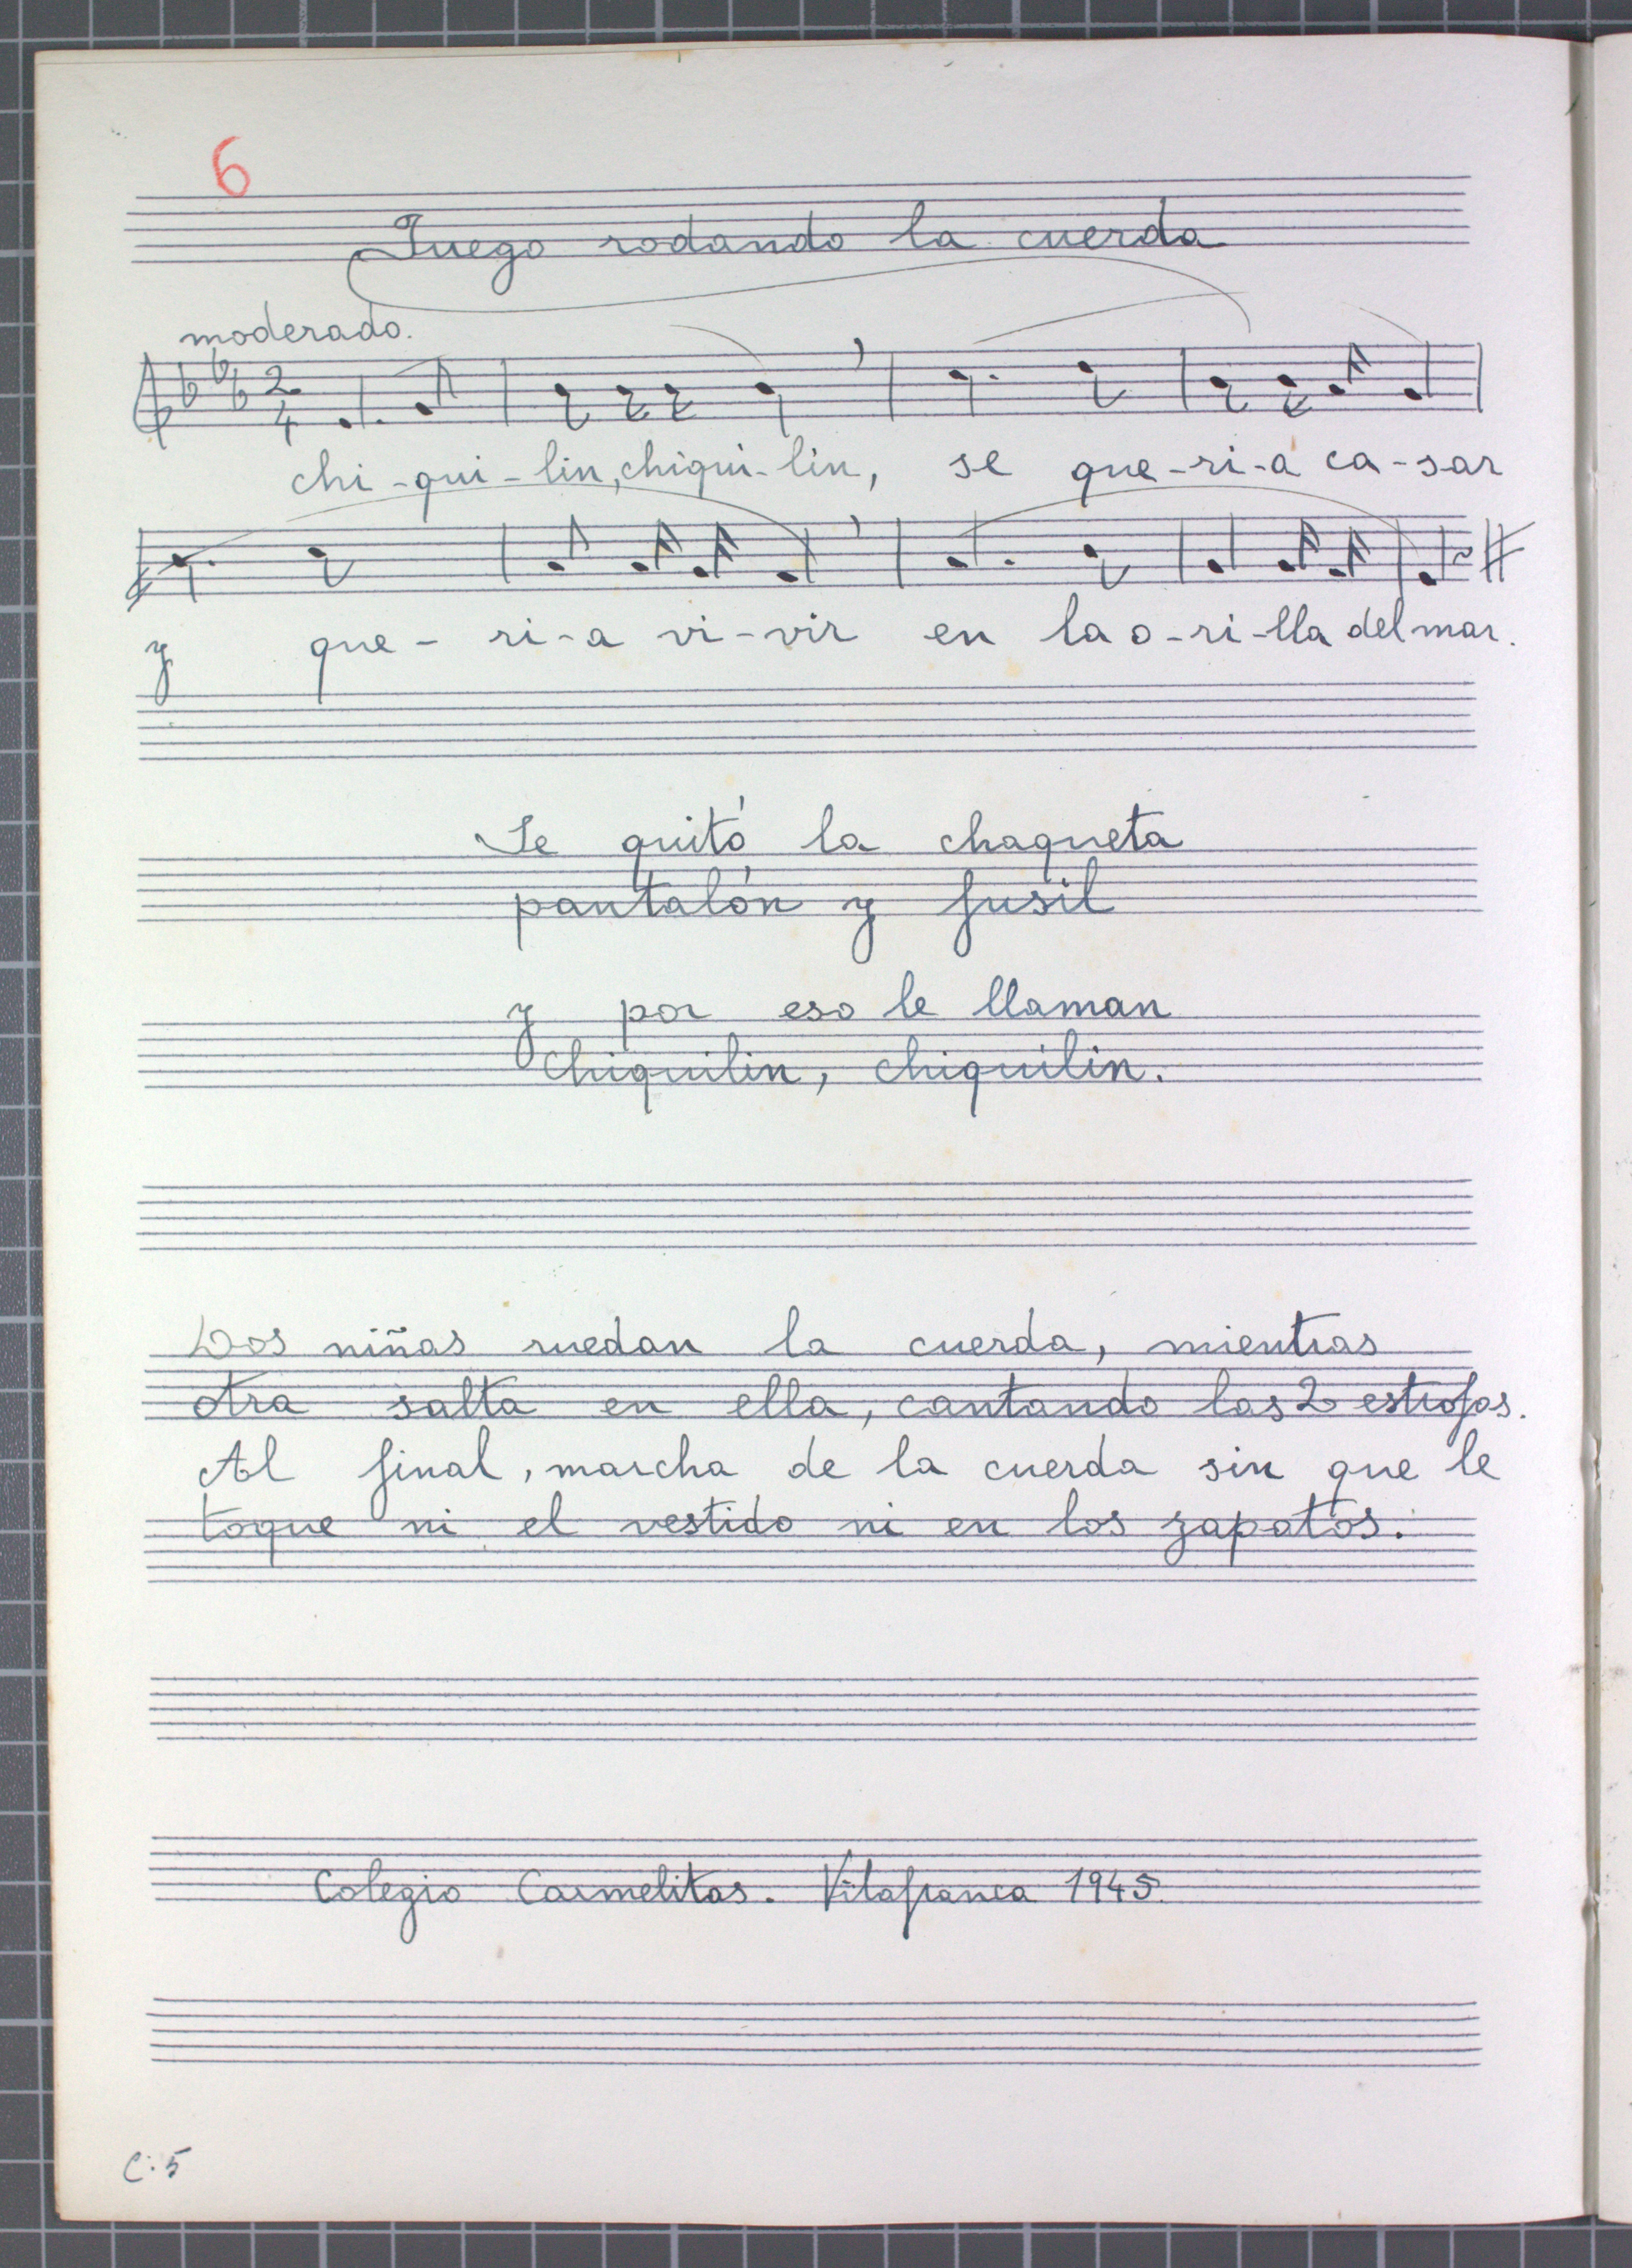 6
Juego rodando la cuerda
moderado.
2
4
chi-qui-lin, chiqui-lin, se que-ri-a ca-sar
y que-ri-a vi-vir en la o-ri-lla del mar.
Se quitó la chaqueta
pantalón y fusil
y por eso le llaman
Chiquilin, chiquilin.
Dos niñas ruedan la cuerda, mientras
otra salta en ella, cantando las 2 estrofas.
Al final, marcha de la cuerda sin que le
toque ni el vestido ni en los zapatos.
Colegio Carmelitas. Vilafranca 1945.
C: 5